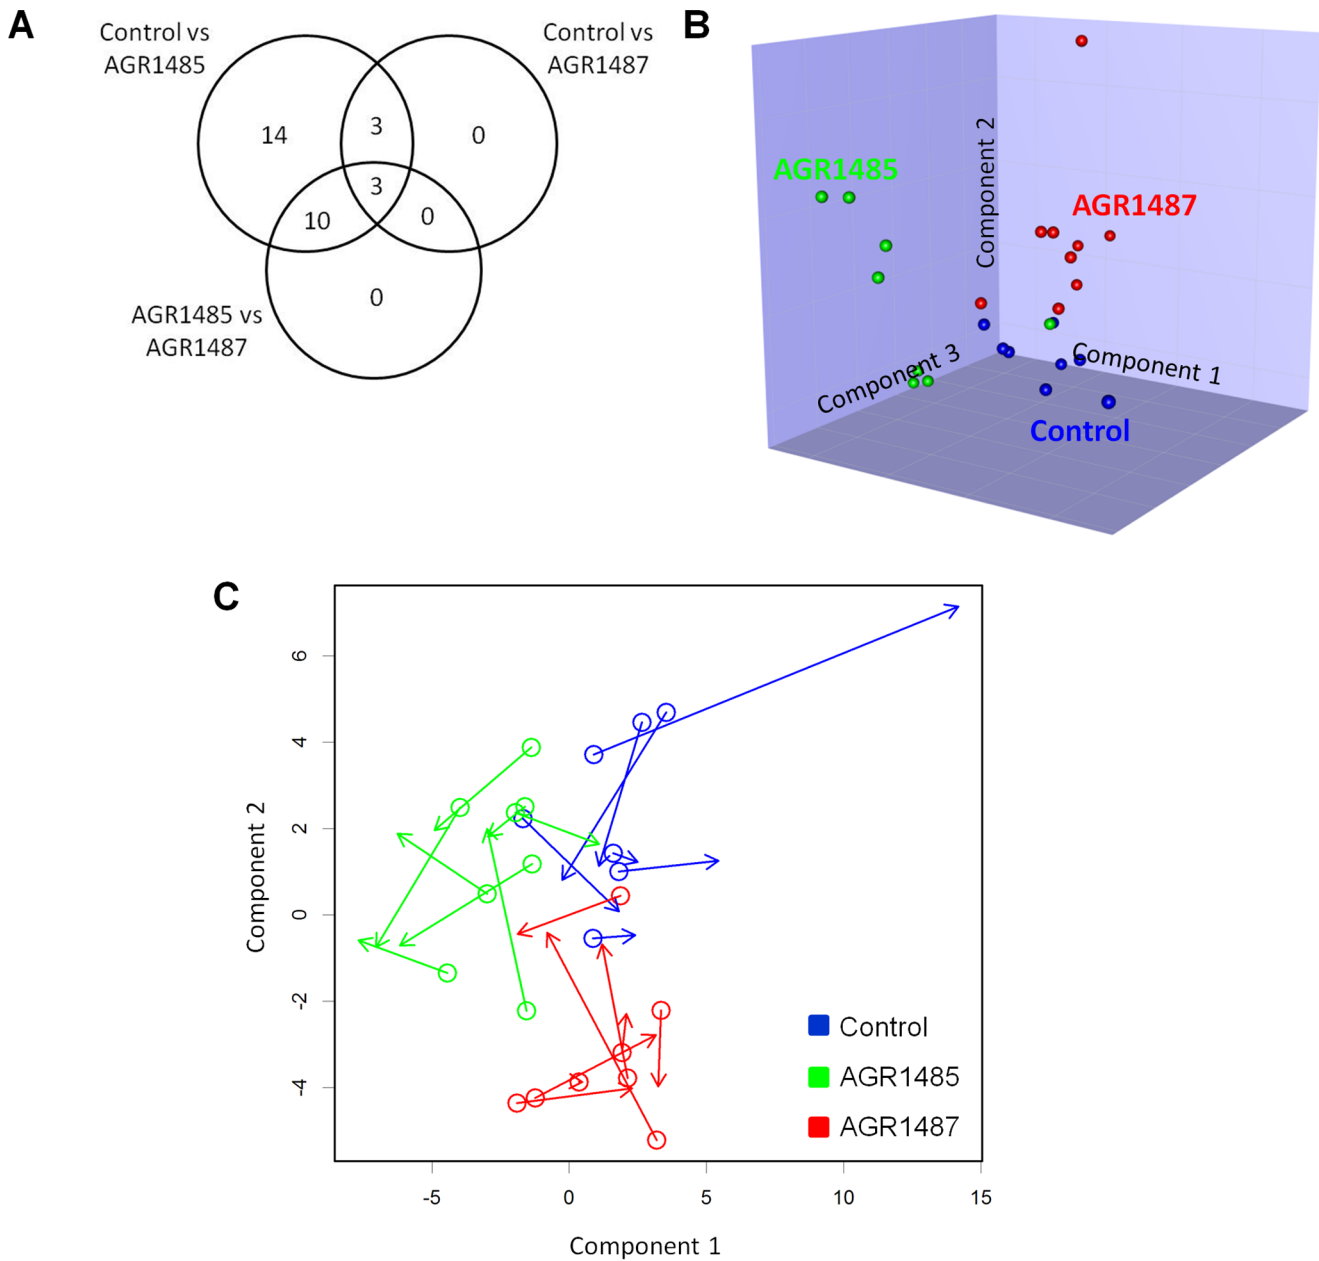 A
Control vs
AGR1485
Control vs
AGR1487
14
3
0
3
10
0
0
AGR1485 vs
AGR1487
B
Component 2
AGR1485
AGR1487
Component 3
Component 1
Control
C
6
4
2
0
-2
-4
Component 2
Control
AGR1485
AGR1487
-5
0
5
10
15
Component 1